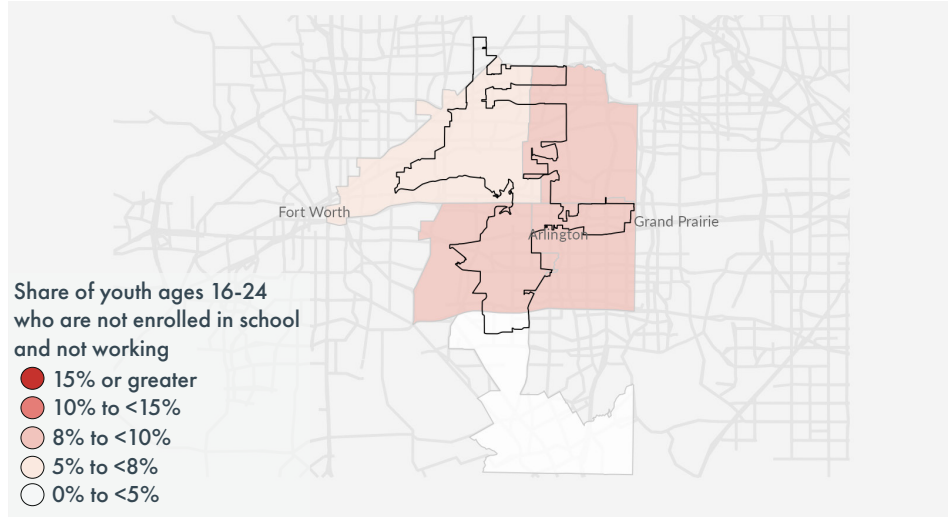 Fort Worth
Grand Prairie
Arlington
Share of youth ages 16-24
who are not enrolled in school
and not working
15% or greater
10% to <15%
8% to <10%
5% to <8%
0% to <5%